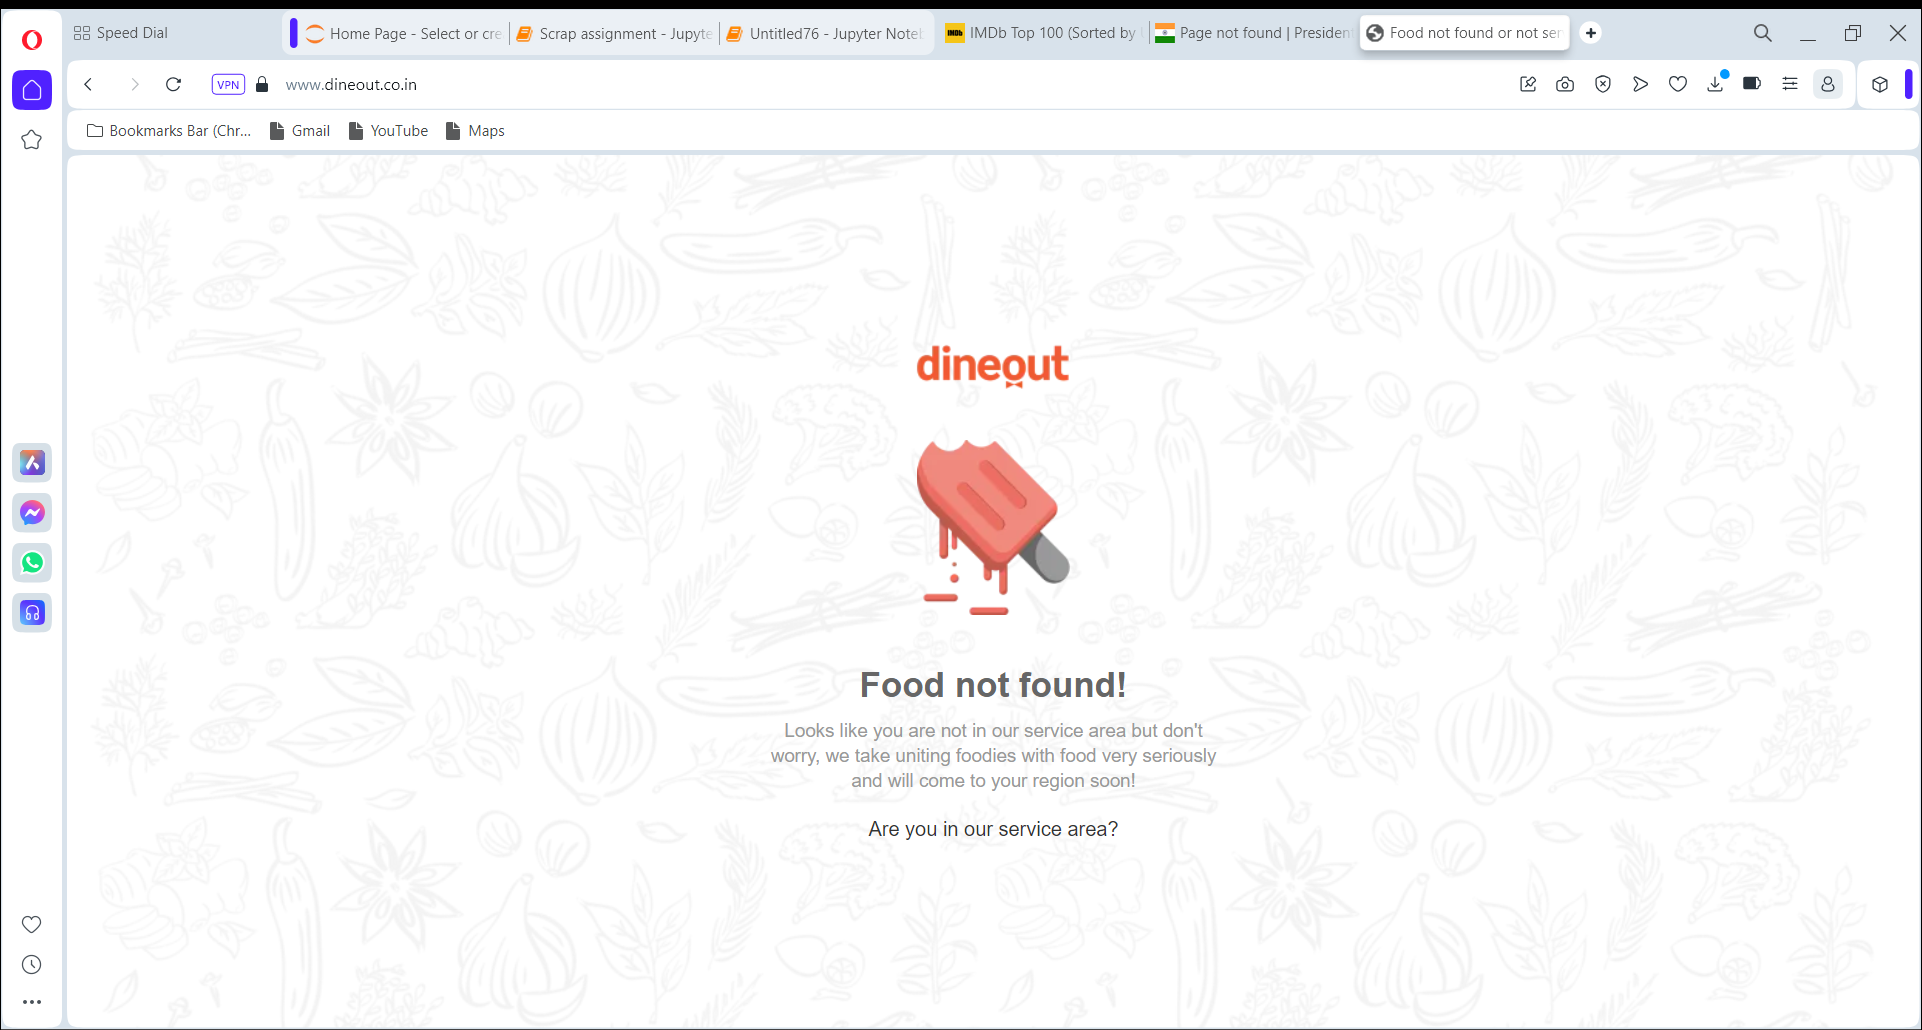 Speed Dial
Home Page - Select or cre
Scrap assignment - Jupyte
Untitled76 - Jupyter Noteb
IMDb Top 100 (Sorted by
Page not found | Presiden
Food not found or not ser
VPN
www.dineout.co.in
Bookmarks Bar (Chr...
Gmail
YouTube
Maps
dineout
Food not found!
Looks like you are not in our service area but don't
worry, we take uniting foodies with food very seriously
and will come to your region soon!
Are you in our service area?